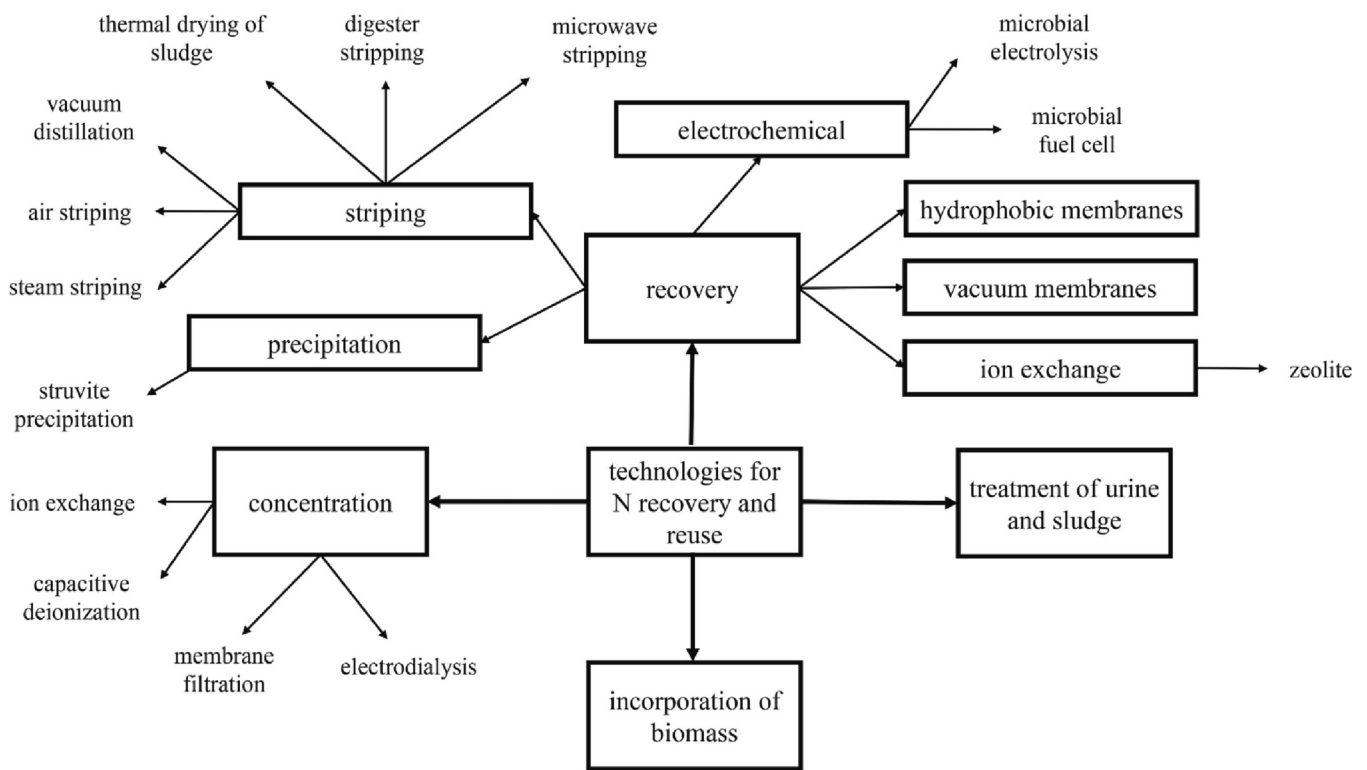 thermal drying of
sludge
digester
stripping
microwave
stripping
microbial
electrolysis
vacuum
distillation
electrochemical
microbial
fuel cell
air striping
striping
hydrophobic membranes
steam striping
recovery
vacuum membranes
precipitation
ion exchange
zeolite
struvite
precipitation
ion exchange
concentration
technologies for
N recovery and
reuse
treatment of urine
and sludge
capacitive
deionization
membrane
filtration
electrodialysis
incorporation of
biomass